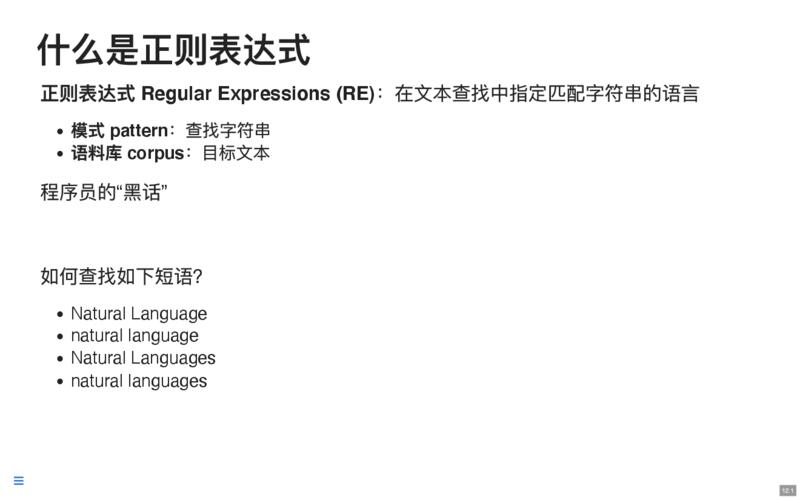 什么是正则表达式
正则表达式 Regular Expressions (RE)：在文本查找中指定匹配字符串的语言
模式 pattern：查找字符串
语料库 corpus：目标文本
程序员的“黑话”
如何查找如下短语?
Natural Language
natural language
Natural Languages
natural languages
12.1